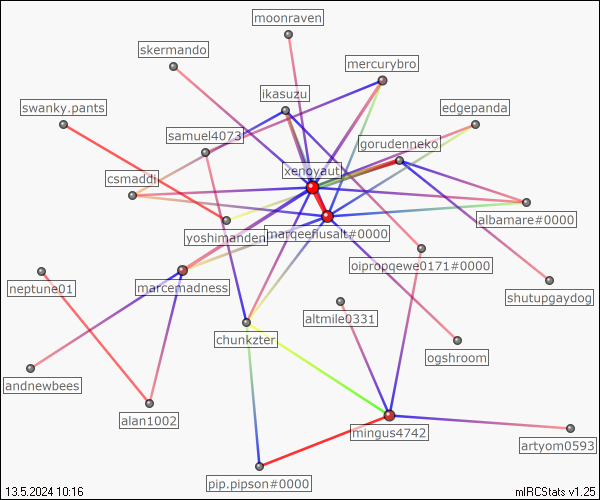 moonraven
skermando
mercurybro
ikasuzu
swanky.pants
edgepanda
samuel4073
gorudenneko
xenoyaut
csmaddi
albamare#0000
yoshimanden
marqeeflusalt#0000
oipropqewe0171#0000
neptune01
marcemadness
shutupgaydog
altmile0331
chunkzter
ogshroom
andnewbees
alan1002
mingus4742
artyom0593
pip.pipson#0000
13.5.2024 10:16
mIRCStats v1.25